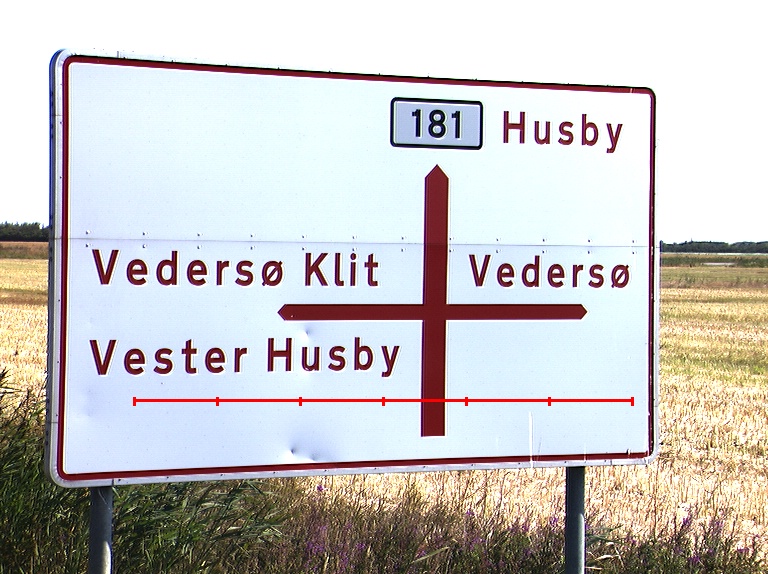 181 Husby
Vedersø Klit Vedersø
Vester Husby